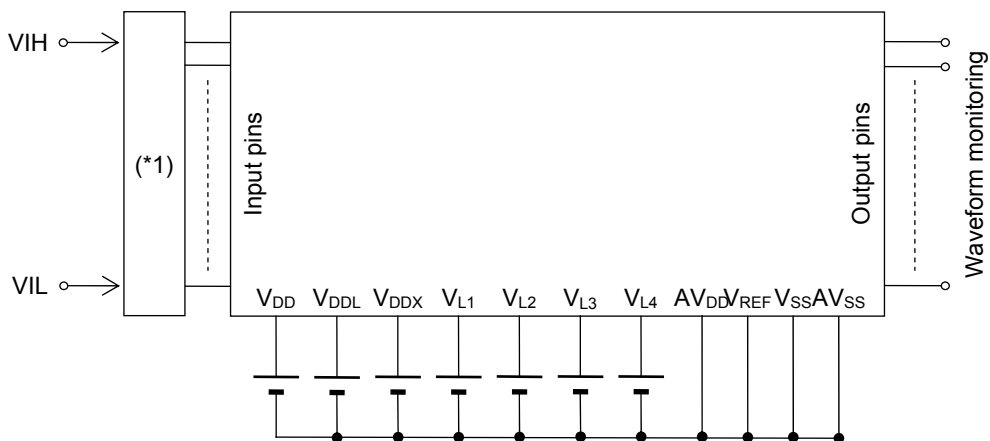 VIH
(*1)
VIL
Input pins
Output pins
Waveform monitoring
VDD VDDL VDDX VL1 VL2 VL3 VL4 AVDD VREF VSS AVSS